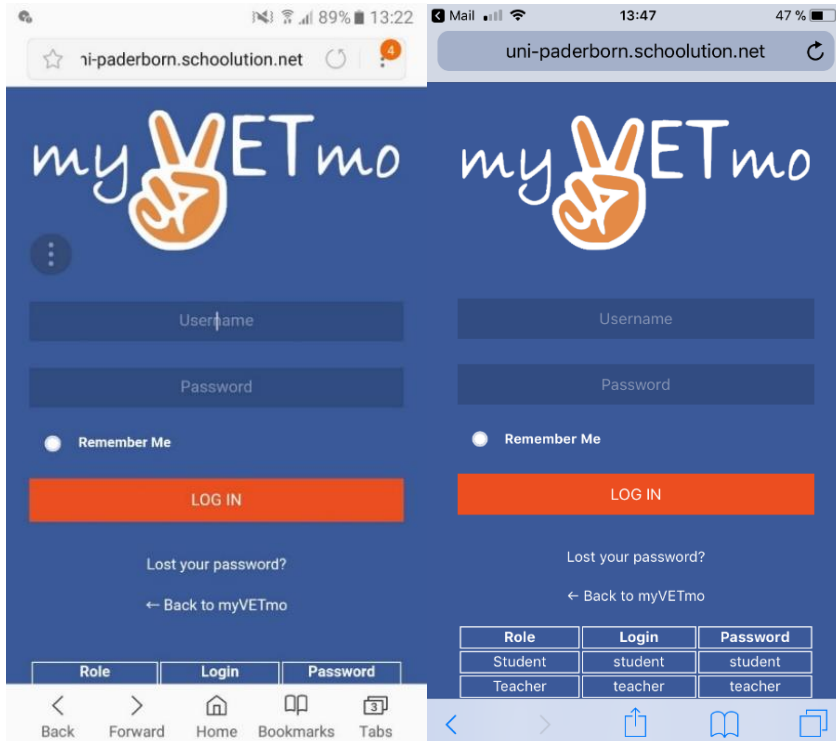 89% 13:22
ni-paderborn.schoolution.net
4
myVETmo
Username
Password
Remember Me
LOG IN
Lost your password?
← Back to myVETmo
Role Login Password
3
Back Forward Home Bookmarks Tabs
Mail 13:47 47 %
uni-paderborn.schoolution.net
myVETmo
Username
Password
Remember Me
LOG IN
Lost your password?
← Back to myVETmo
Role Login Password
Student student student
Teacher teacher teacher